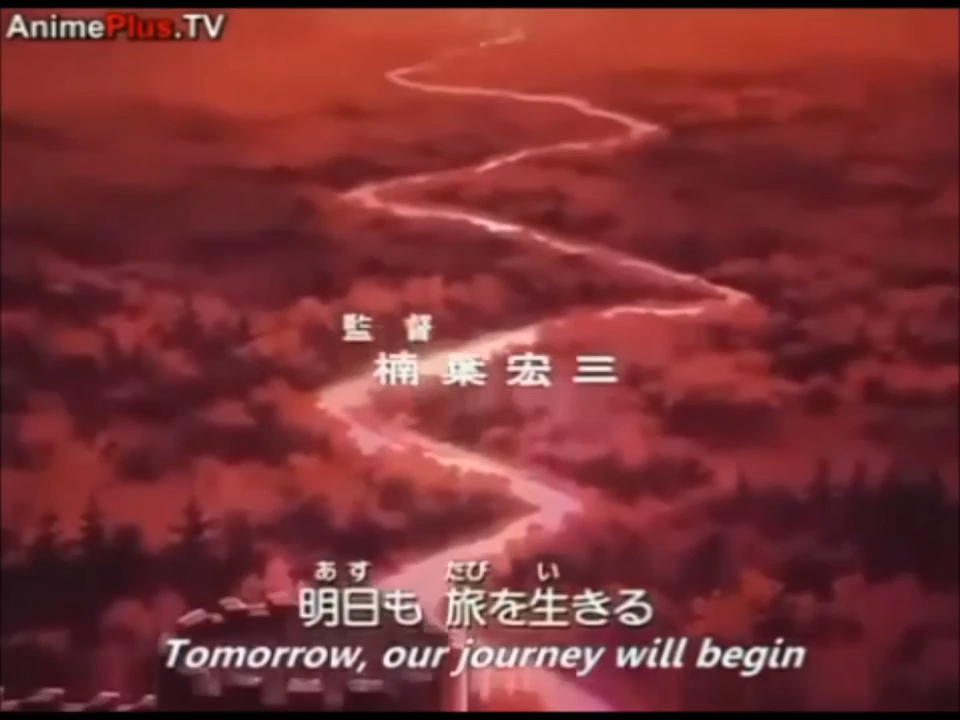 AnimePlus.TV
監督
楠葉宏三
あす たび い
明日も 旅を生きる
Tomorrow, our journey will begin